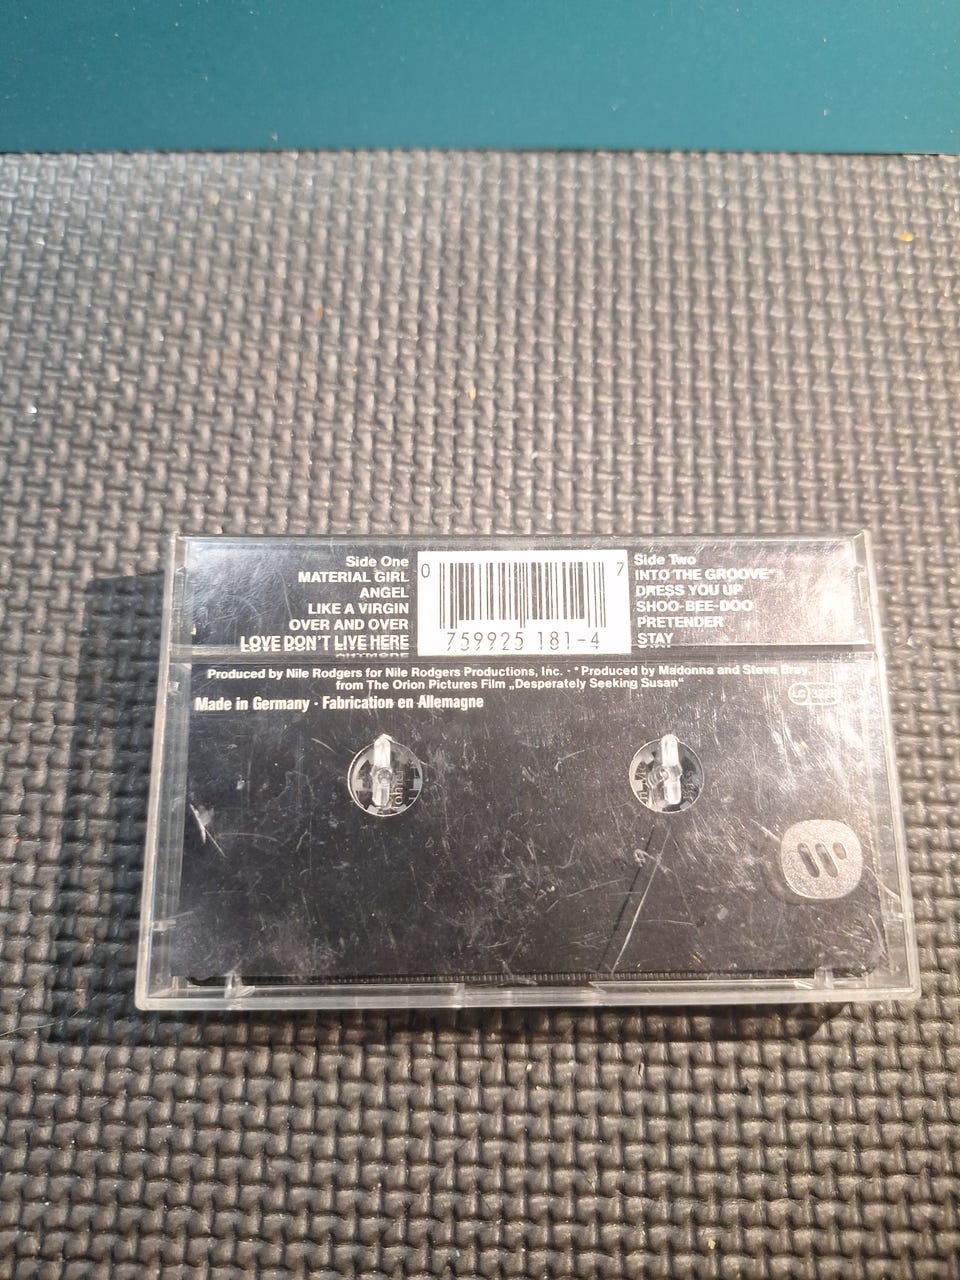 Side One
MATERIAL GIRL
ANGEL
LIKE A VIRGIN
OVER AND OVER
LOVE DON'T LIVE HERE
0 7
759925 181-4
Side Two
INTO THE GROOVE*
DRESS YOU UP
SHOO-BEE-DOO
PRETENDER
STAY
Produced by Nile Rodgers for Nile Rodgers Productions, Inc. · *Produced by Madonna and Steve Bray,
from The Orion Pictures Film „Desperately Seeking Susan“
Made in Germany · Fabrication en Allemagne
LC